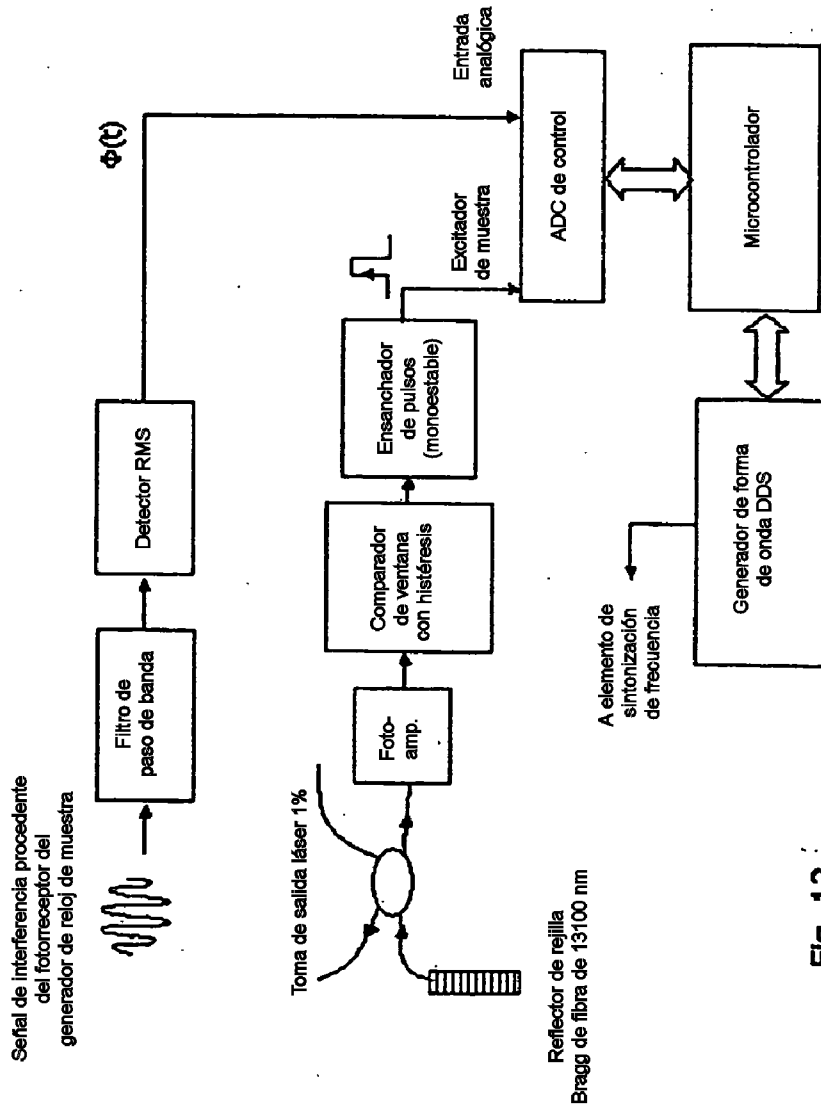 Señal de interferencia procedente
del fotorreceptor del
generador de reloj de muestra
Filtro de
paso de banda
Detector RMS
Φ(t)
Toma de salida láser 1%
Foto-
amp.
Comparador
de ventana
con histéresis
Ensanchador
de pulsos
(monoestable)
Excitador
de muestra
Entrada
analógica
ADC de control
Reflector de rejilla
Bragg de fibra de 13100 nm
A elemento de
sintonización
de frecuencia
Generador de forma
de onda DDS
Microcontrolador